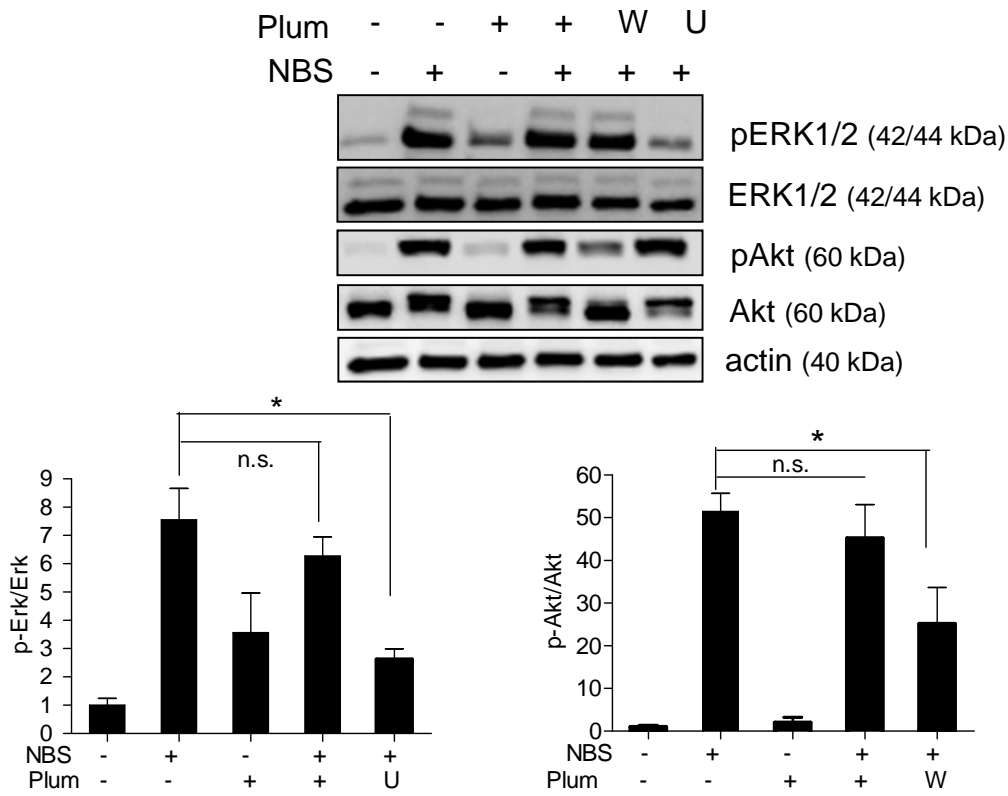 Plum - - + + W U
NBS - + - + + +
pERK1/2 (42/44 kDa)
ERK1/2 (42/44 kDa)
pAkt (60 kDa)
Akt (60 kDa)
actin (40 kDa)
*
n.s.
p-Erk/Erk
9
8
7
6
5
4
3
2
1
0
NBS - + - + +
Plum - - + + U
*
n.s.
p-Akt/Akt
60
50
40
30
20
10
0
- + - + +
- - + + W